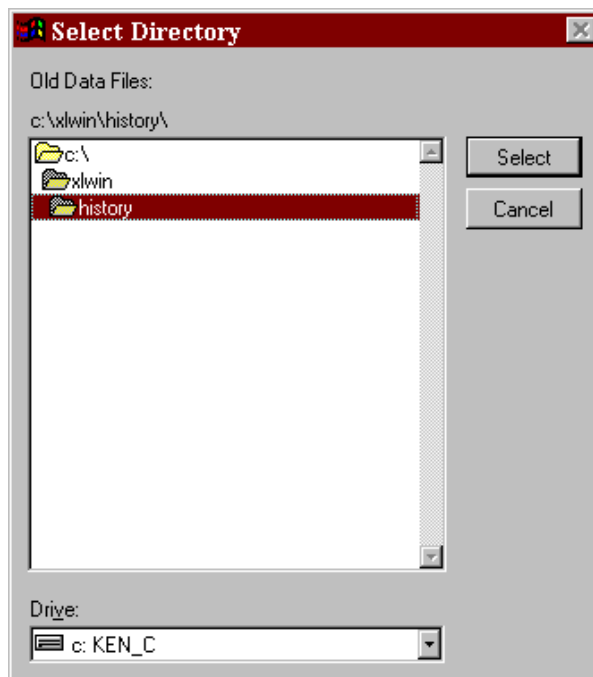 Select Directory
Old Data Files:
c:\xlwin\history\
c:\
xlwin
history
Select
Cancel
Drive:
c: KEN_C